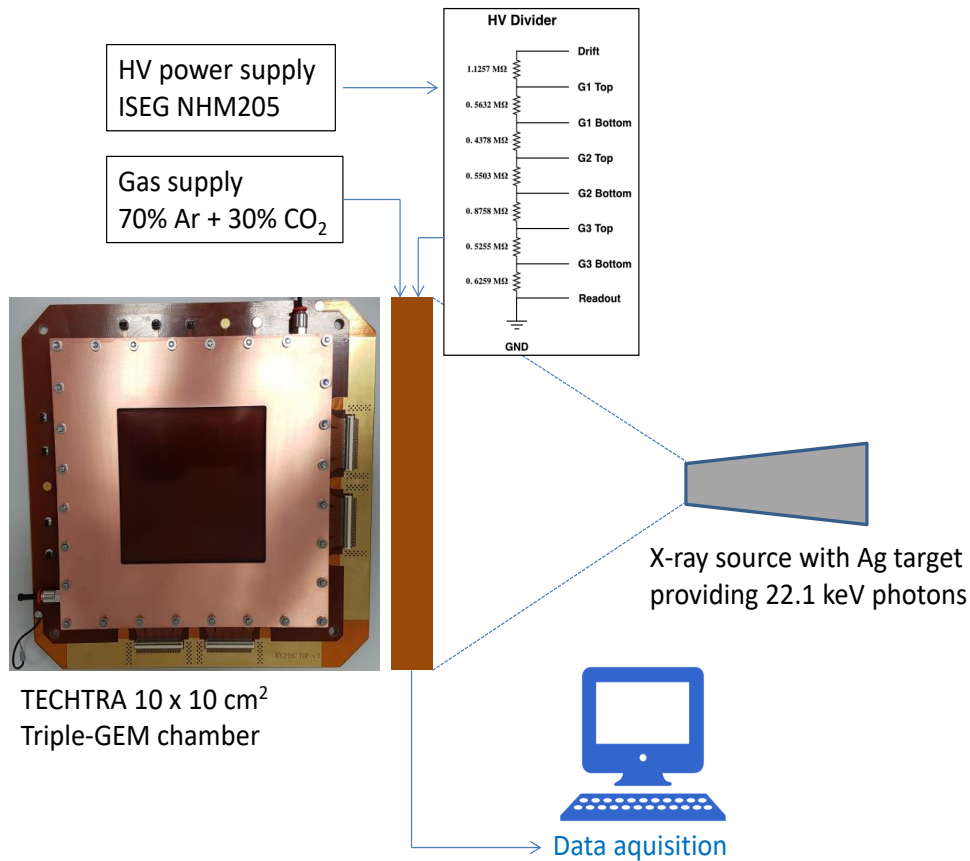 HV power supply
ISEG NHM205
Gas supply
70% Ar + 30% CO₂
HV Divider
Drift
1.1257 MΩ
G1 Top
0.5632 MΩ
G1 Bottom
0.4378 MΩ
G2 Top
0.5503 MΩ
G2 Bottom
0.8758 MΩ
G3 Top
0.5255 MΩ
G3 Bottom
0.6259 MΩ
Readout
GND
X-ray source with Ag target
providing 22.1 keV photons
TECHTRA 10 x 10 cm²
Triple-GEM chamber
Data aquisition